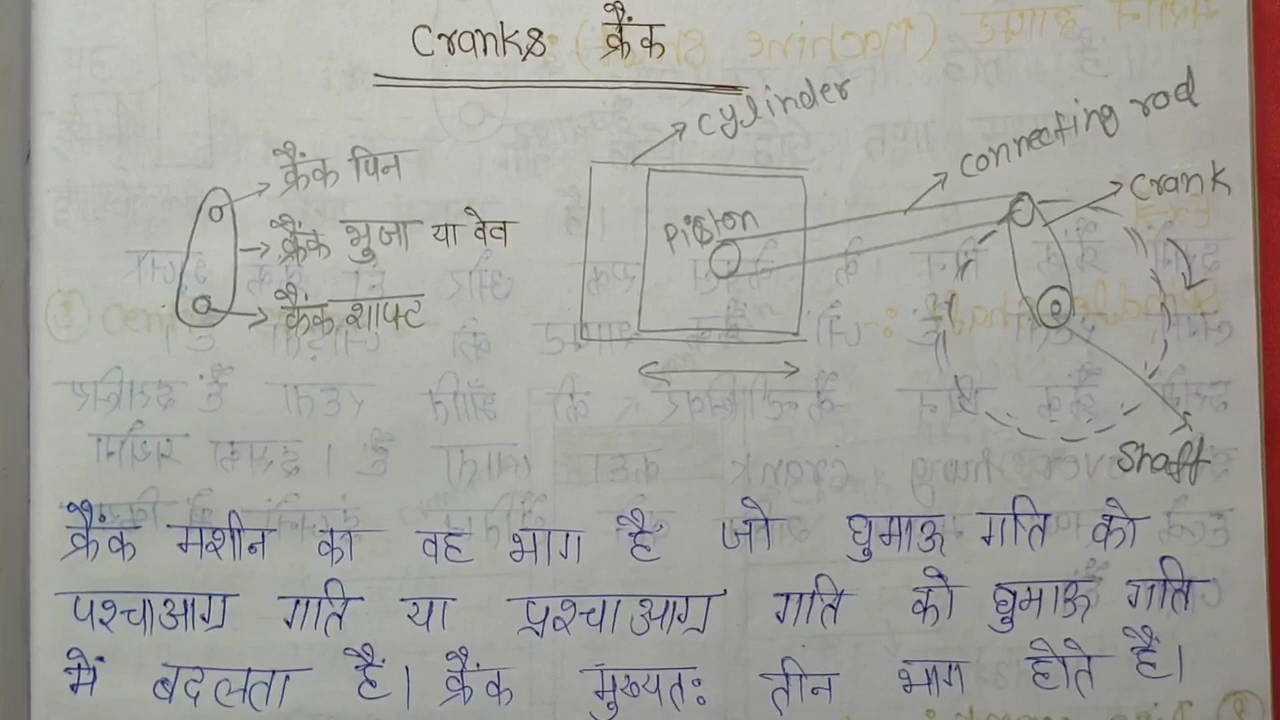 Cranks क्रैंक
cylinder
connecting rod
crank
क्रैंक पिन
Piston
क्रैंक भुजा या वेव
क्रैंक शाफ्ट
Shaft
क्रैंक मशीन का वह भाग है जो घुमाऊ गति को
पश्चाआग्र गति या प्रश्चाआग्र गति को घुमाऊ गति
में बदलता है। क्रैंक मुख्यतः तीन भाग होते हैं।